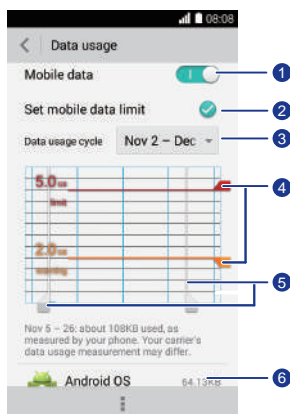 08:08
Data usage
Mobile data
1
Set mobile data limit
2
Data usage cycle
Nov 2 – Dec
3
5.0GB
limit
4
2.0GB
warning
5
Nov 5 – 26: about 108KB used, as
measured by your phone. Your carrier's
data usage measurement may differ.
Android OS
64.13KB
6